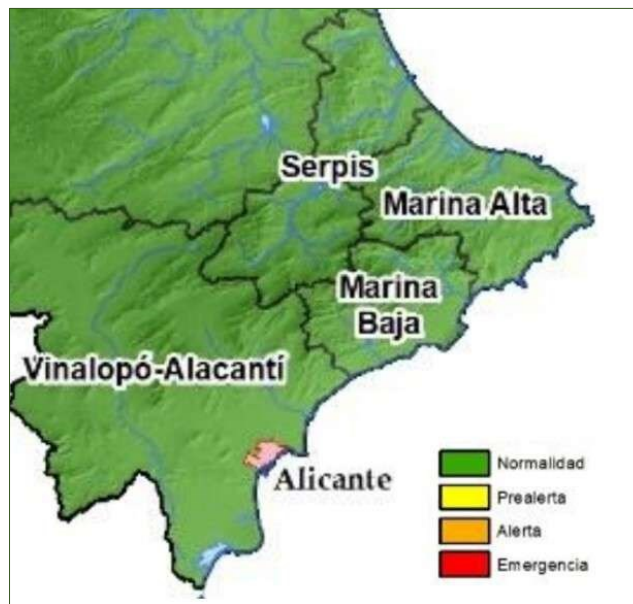 Serpis
Marina Alta
Marina
Baja
Vinalopó-Alacantí
Alicante
Normalidad
Prealerta
Alerta
Emergencia